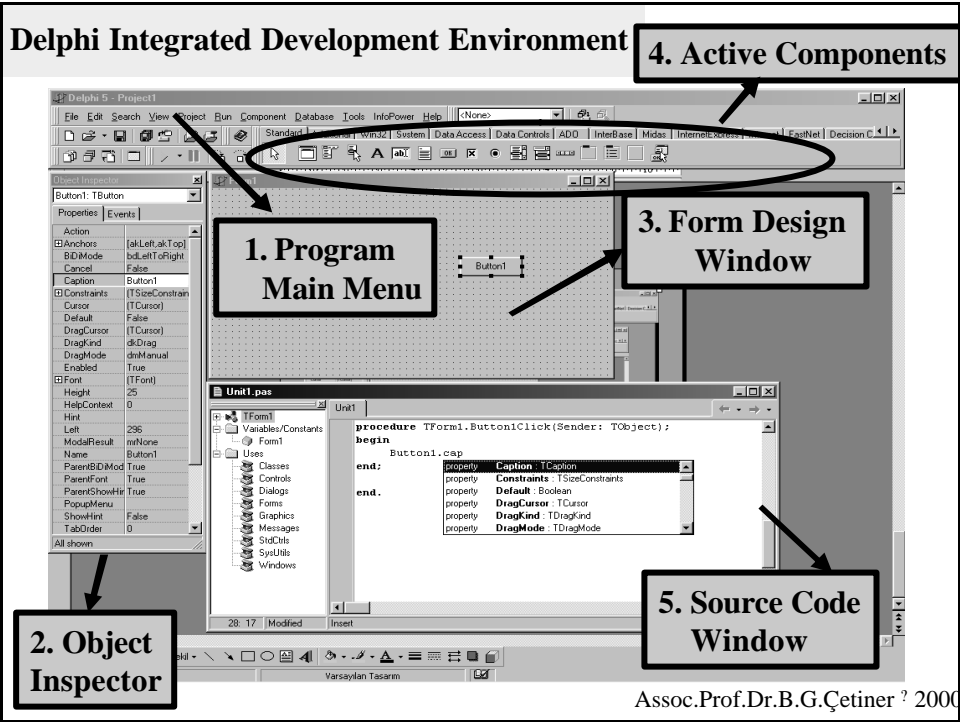 Delphi Integrated Development Environment
4. Active Components
Delphi 5 - Project1
File Edit Search View Project Run Component Database Tools InfoPower Help <None>
Standard Win32 System Data Access Data Controls ADO InterBase Midas InternetExpress FastNet Decision C
Object Inspector
Button1: TButton
Properties Events
Action
Anchors [akLeft,akTop]
BiDiMode bdLeftToRight
Cancel False
Caption Button1
Constraints (TSizeConstrain
Cursor (TCursor)
Default False
DragCursor (TCursor)
DragKind dkDrag
DragMode dmManual
Enabled True
Font (TFont)
Height 25
HelpContext 0
Hint
Left 296
ModalResult mrNone
Name Button1
ParentBiDiMod True
ParentFont True
ParentShowHir True
PopupMenu
ShowHint False
TabOrder 0
All shown
1. Program
Main Menu
Button1
3. Form Design
Window
Unit1.pas
TForm1
Variables/Constants
Form1
Uses
Classes
Controls
Dialogs
Forms
Graphics
Messages
StdCtrls
SysUtils
Windows
Unit1
procedure TForm1.Button1Click(Sender: TObject);
begin
Button1.cap
end;
end.
property Caption : TCaption
property Constraints : TSizeConstraints
property Default : Boolean
property DragCursor : TCursor
property DragKind : TDragKind
property DragMode : TDragMode
28: 17 Modified Insert
2. Object
Inspector
5. Source Code
Window
Varsayılan Tasarım
Assoc.Prof.Dr.B.G.Çetiner ? 2000